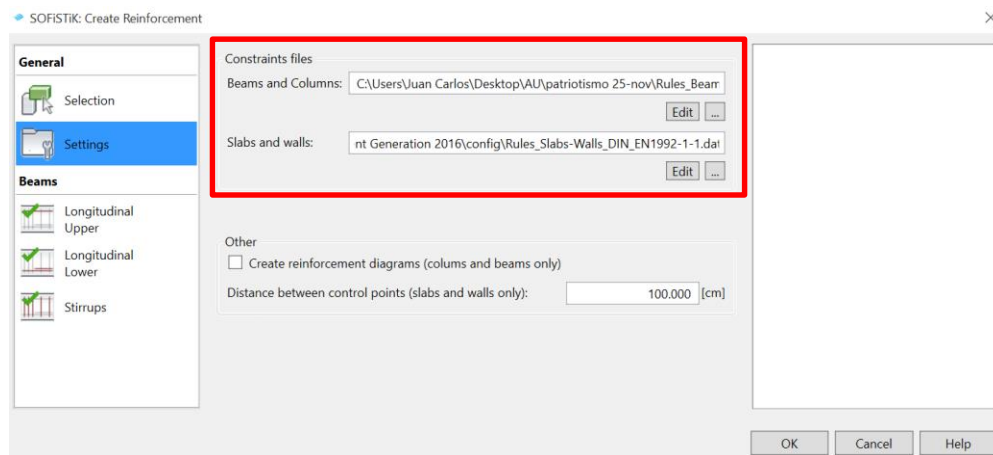 SOFiSTiK: Create Reinforcement
General
Selection
Settings
Beams
Longitudinal
Upper
Longitudinal
Lower
Stirrups
Constraints files
Beams and Columns: C:\Users\Juan Carlos\Desktop\AU\patriotismo 25-nov\Rules_Beam
Edit ...
Slabs and walls: nt Generation 2016\config\Rules_Slabs-Walls_DIN_EN1992-1-1.dat
Edit ...
Other
Create reinforcement diagrams (colums and beams only)
Distance between control points (slabs and walls only): 100.000 [cm]
OK Cancel Help